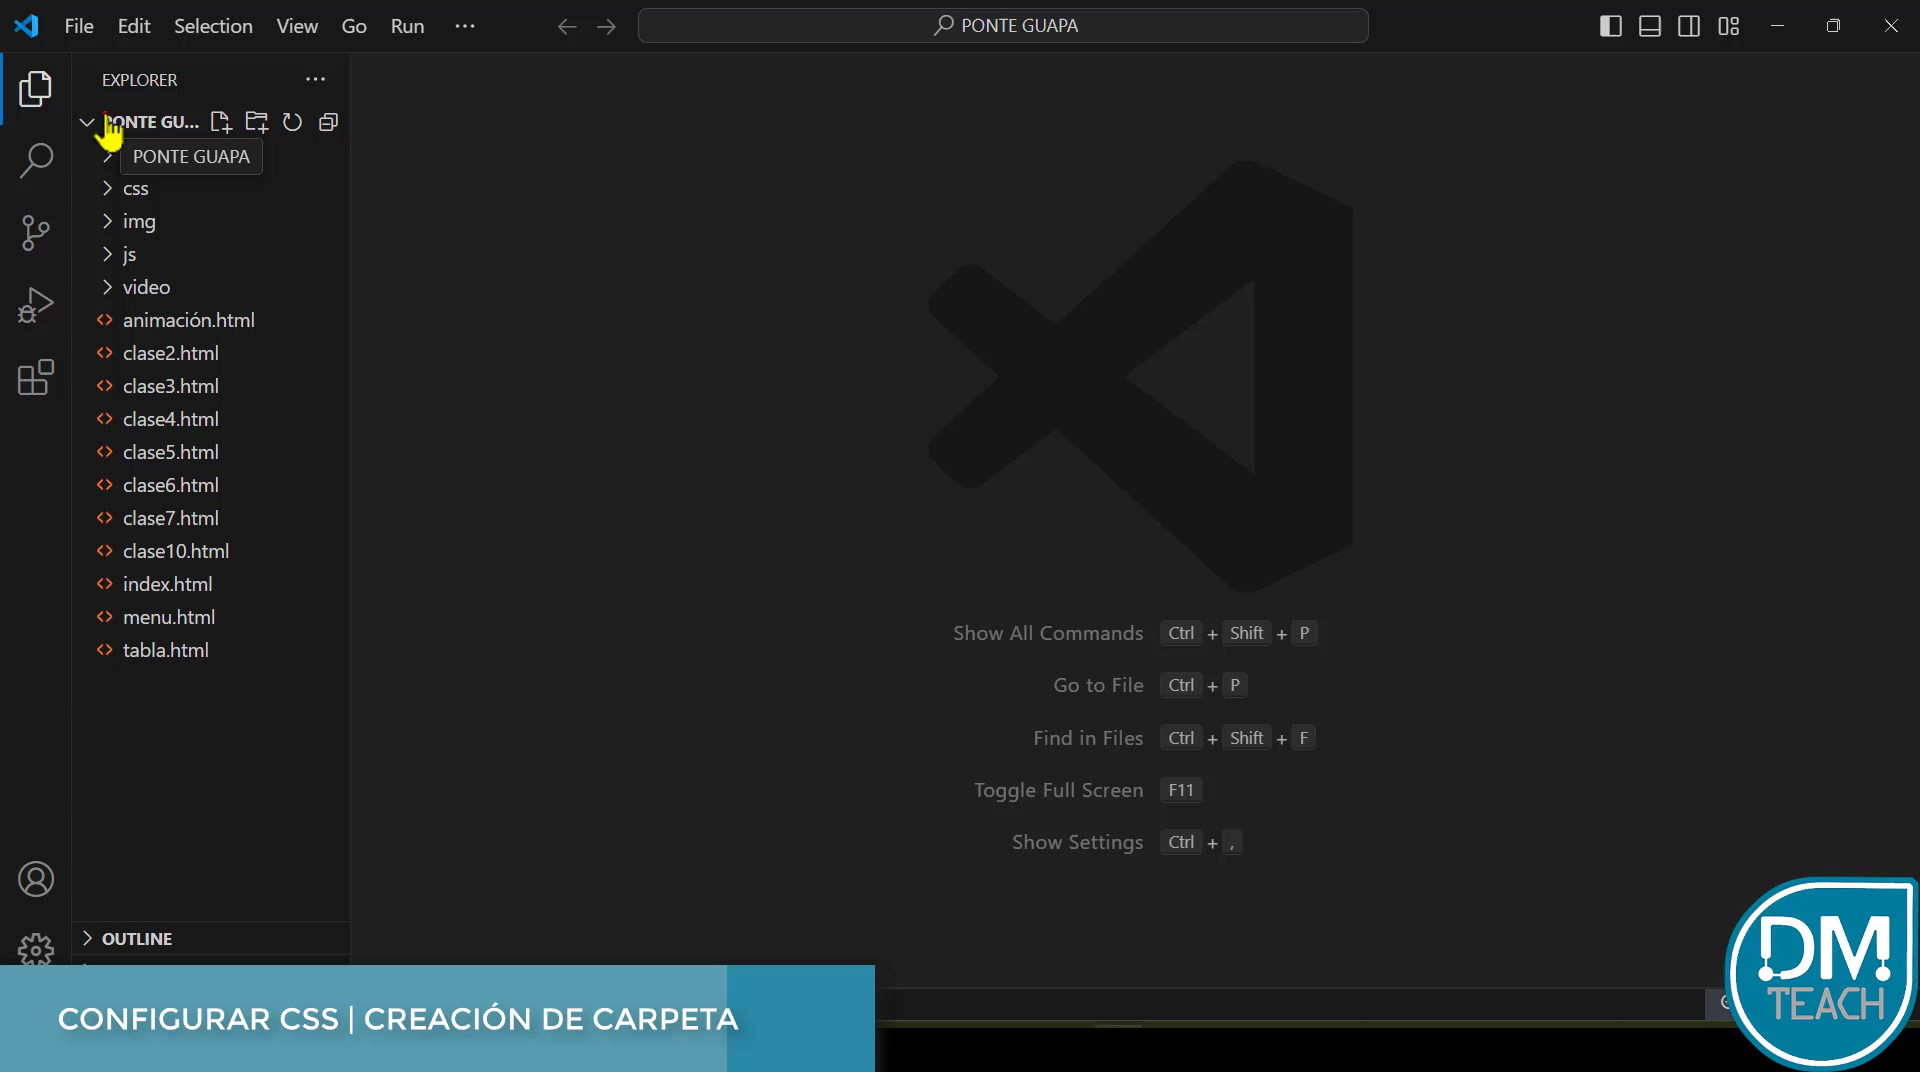 File Edit Selection View Go Run ···
PONTE GUAPA
EXPLORER
PONTE GU...
PONTE GUAPA
css
img
js
video
animación.html
clase2.html
clase3.html
clase4.html
clase5.html
clase6.html
clase7.html
clase10.html
index.html
menu.html
tabla.html
OUTLINE
Show All Commands Ctrl + Shift + P
Go to File Ctrl + P
Find in Files Ctrl + Shift + F
Toggle Full Screen F11
Show Settings Ctrl + ,
CONFIGURAR CSS | CREACIÓN DE CARPETA
DM
TEACH